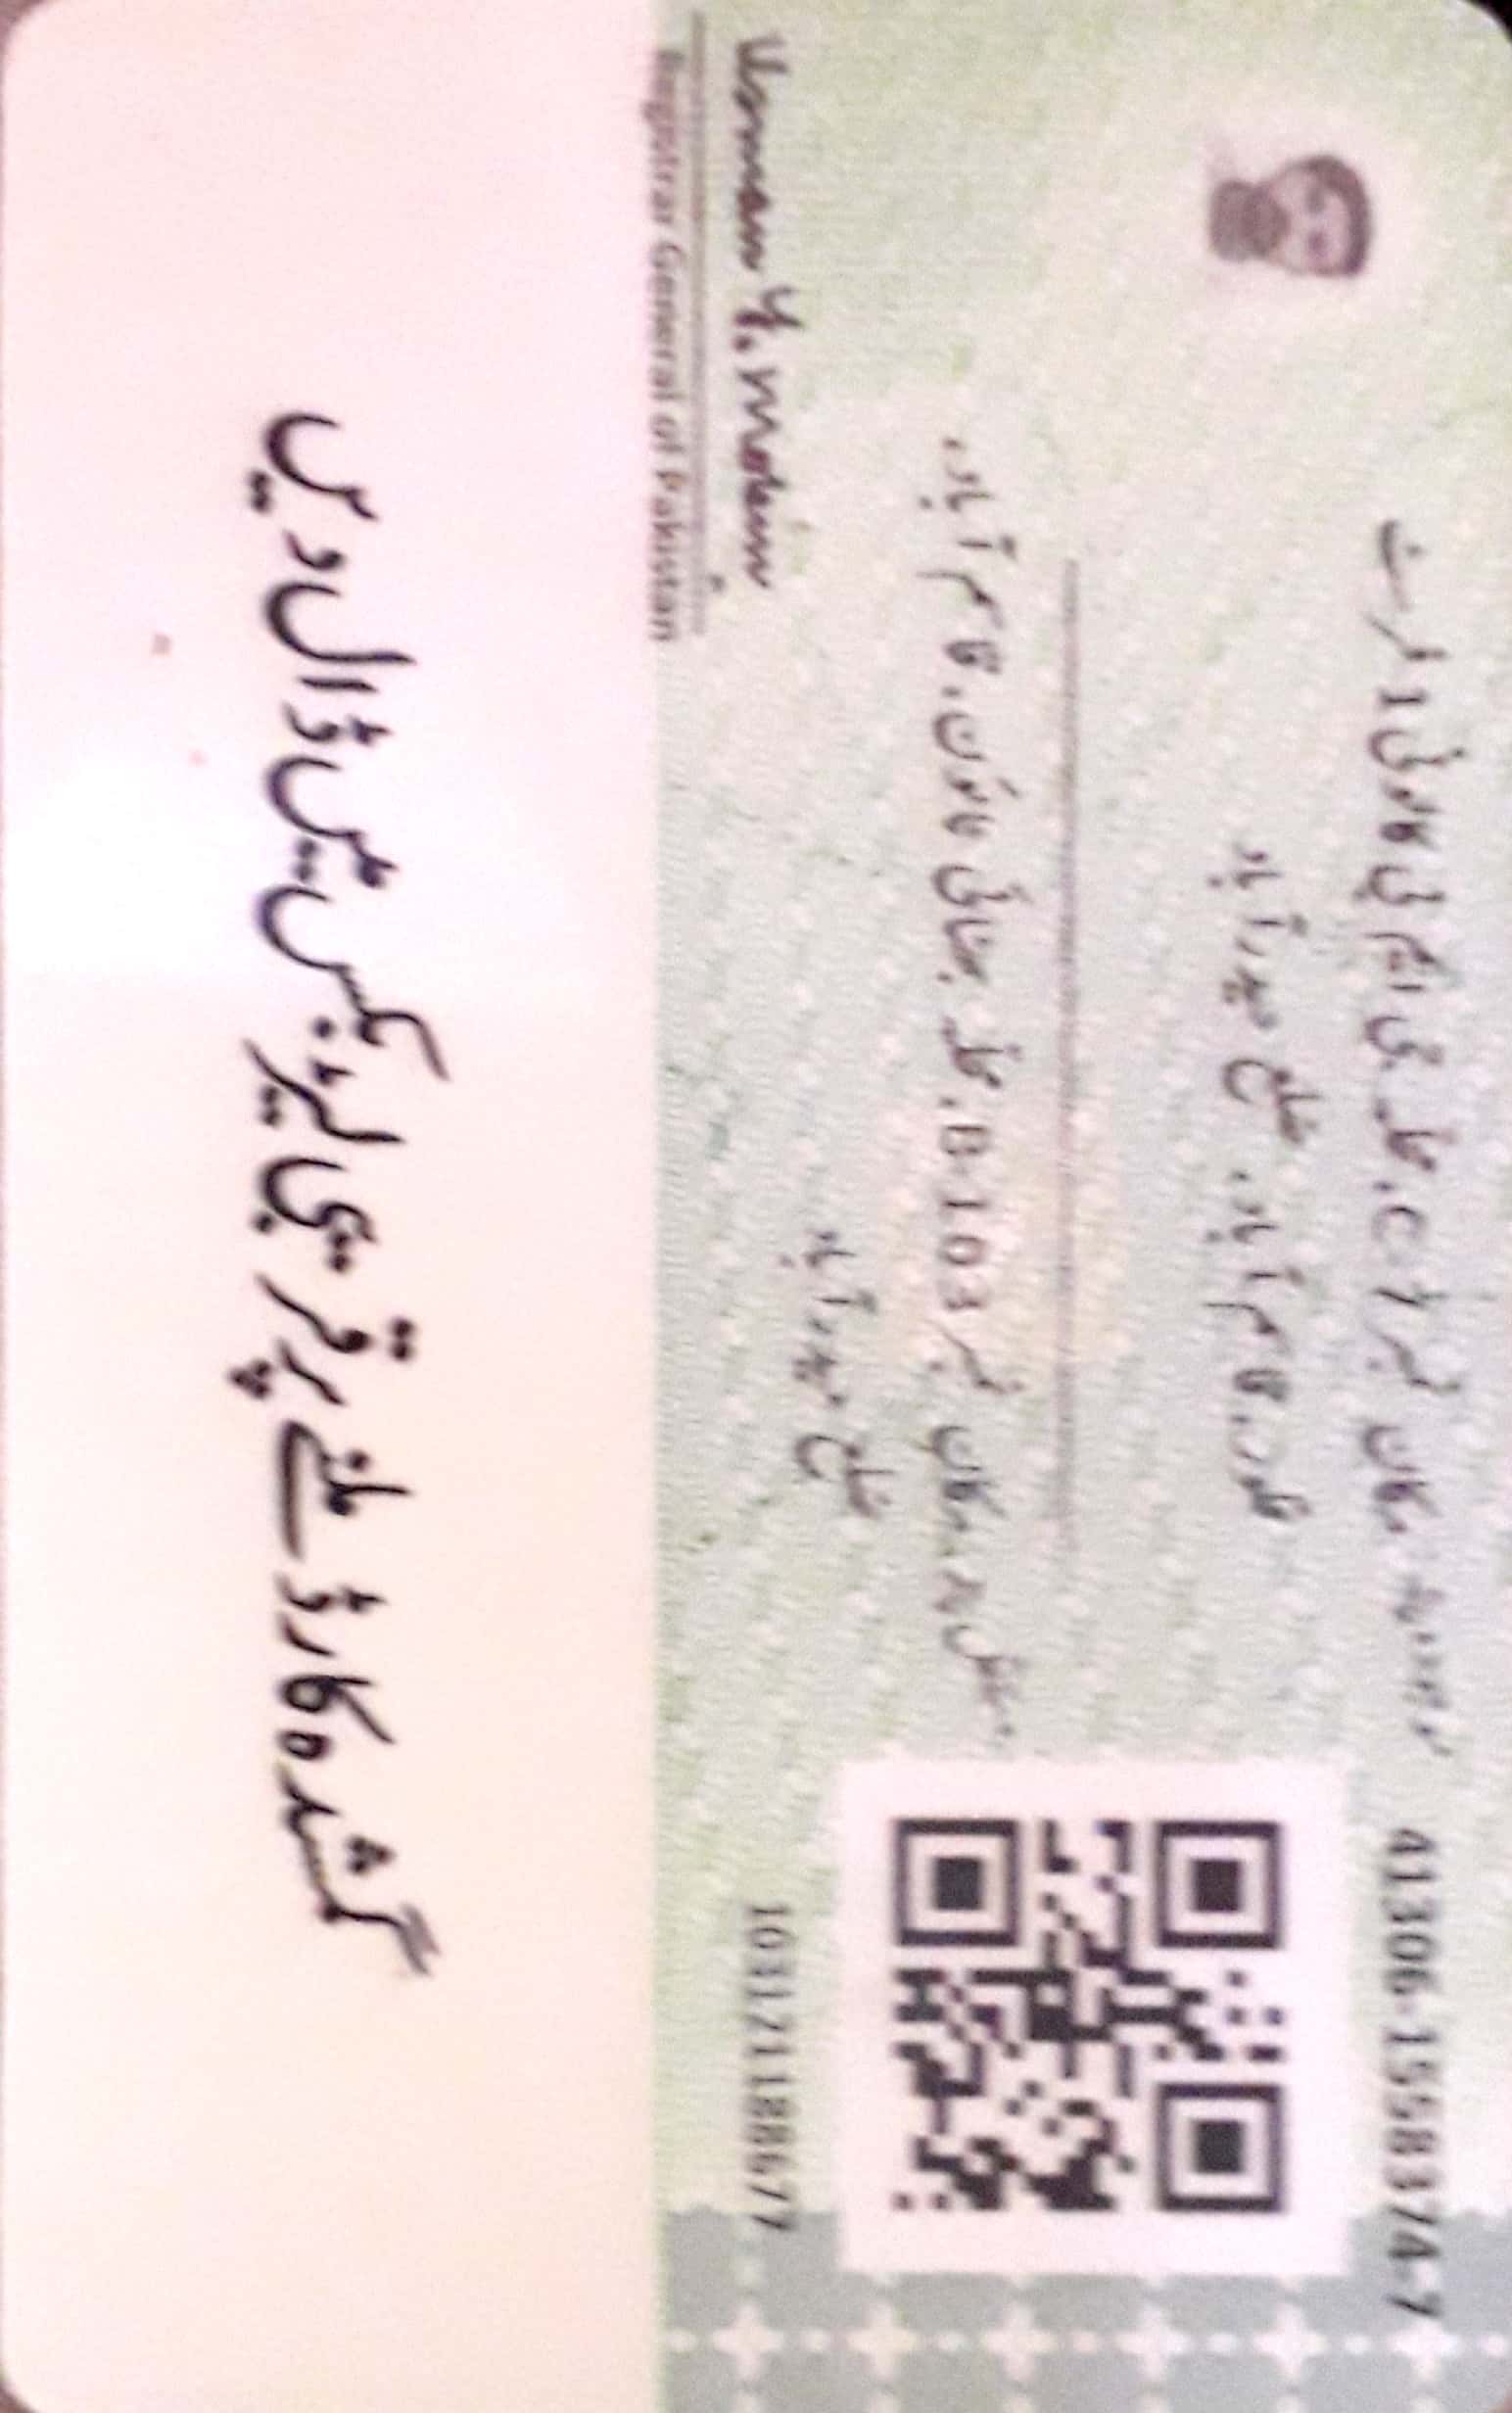 41306-1558374-7
موجودہ پتہ: مکان نمبر C-7، محلہ جی ایم بی کالونی 1 فرسٹ
فلور، قاسم آباد، ضلع حیدرآباد
مستقل پتہ: مکان نمبر B-103، محلہ بھٹائی ٹاؤن، قاسم آباد،
ضلع حیدرآباد
103121188677
Usman Y. Mobin
Registrar General of Pakistan
گمشدہ کارڈ ملنے پر قریبی لیٹر بکس میں ڈال دیں